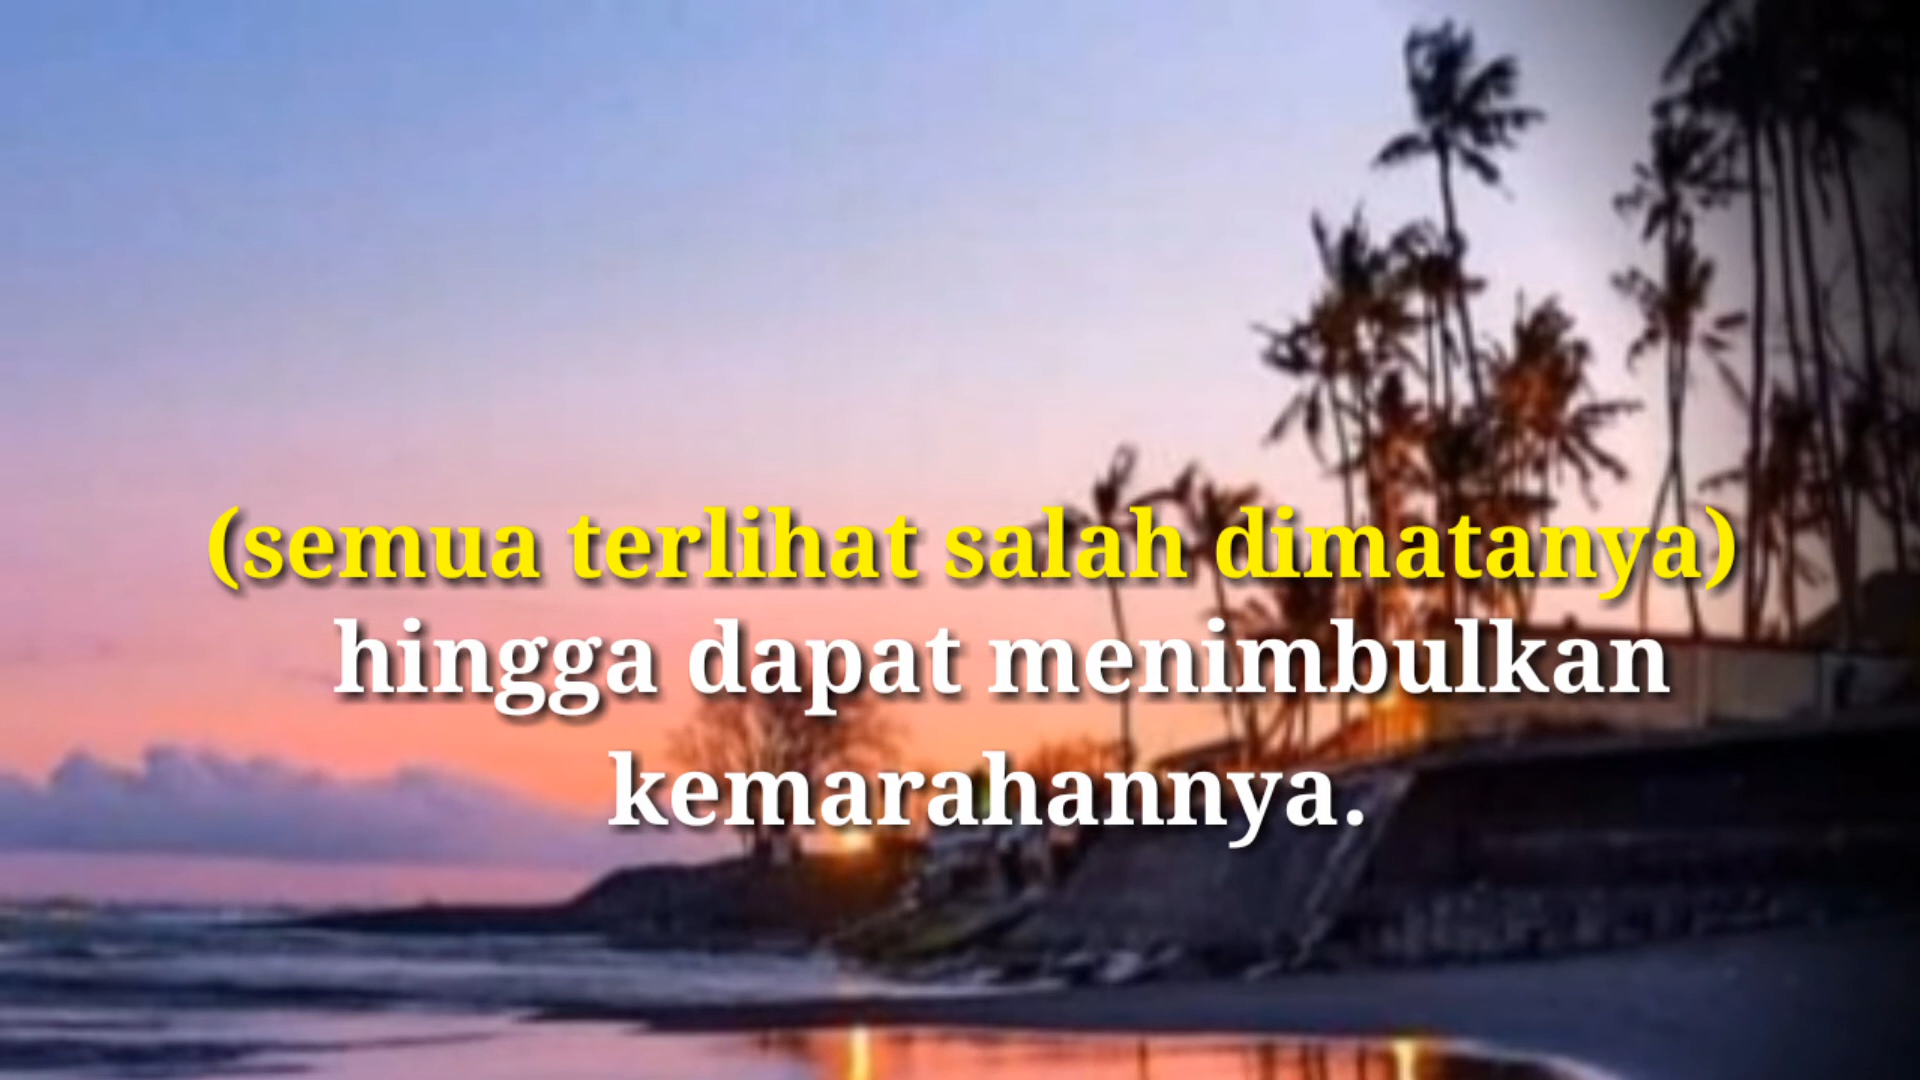 (semua terlihat salah dimatanya)
hingga dapat menimbulkan
kemarahannya.